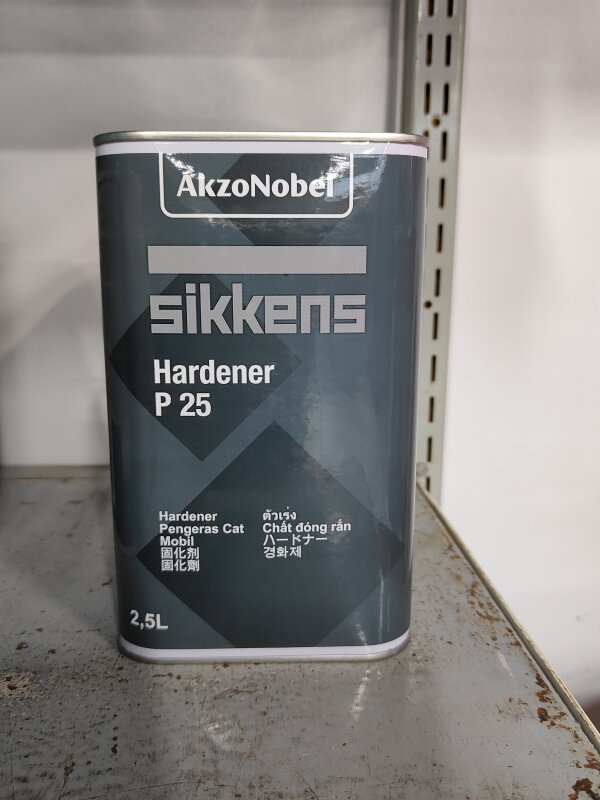 AkzoNobel
sikkens
Hardener
P 25
Hardener
Pengeras Cat
Mobil
固化剂
固化劑
ตัวเร่ง
Chất đóng rắn
ハードナー
경화제
2,5L